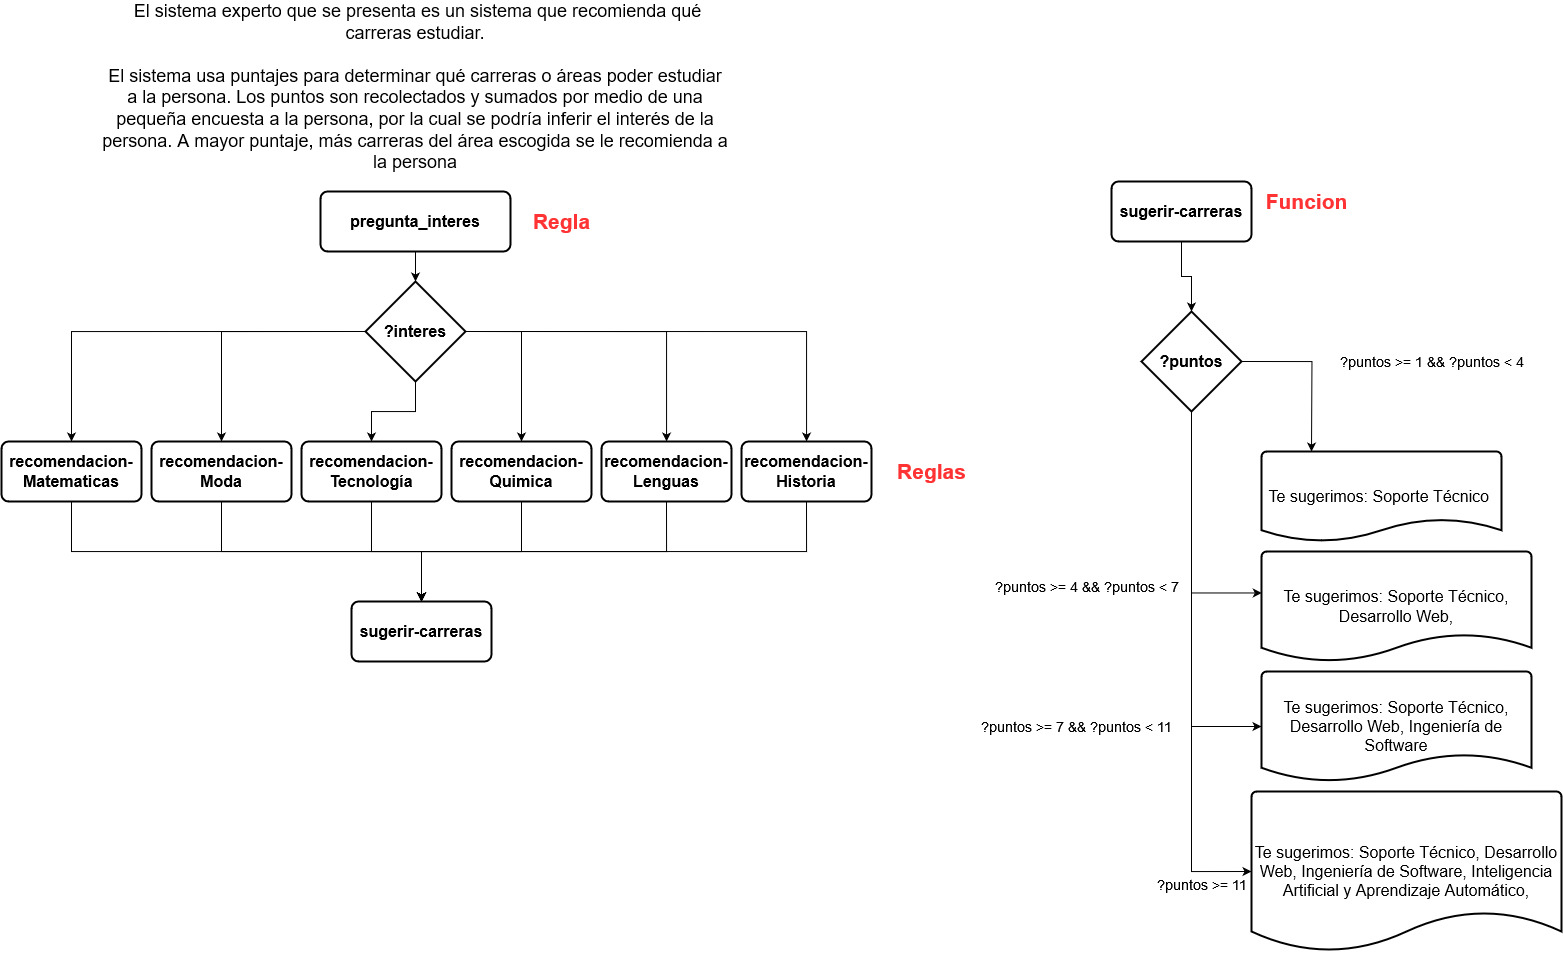 El sistema experto que se presenta es un sistema que recomienda qué
carreras estudiar.
El sistema usa puntajes para determinar qué carreras o áreas poder estudiar
a la persona. Los puntos son recolectados y sumados por medio de una
pequeña encuesta a la persona, por la cual se podría inferir el interés de la
persona. A mayor puntaje, más carreras del área escogida se le recomienda a
la persona
pregunta_interes
Regla
?interes
recomendacion-
Matematicas
recomendacion-
Moda
recomendacion-
Tecnología
recomendacion-
Quimica
recomendacion-
Lenguas
recomendacion-
Historia
Reglas
sugerir-carreras
sugerir-carreras
Funcion
?puntos
?puntos >= 1 && ?puntos < 4
Te sugerimos: Soporte Técnico
?puntos >= 4 && ?puntos < 7
Te sugerimos: Soporte Técnico,
Desarrollo Web,
?puntos >= 7 && ?puntos < 11
Te sugerimos: Soporte Técnico,
Desarrollo Web, Ingeniería de
Software
?puntos >= 11
Te sugerimos: Soporte Técnico, Desarrollo
Web, Ingeniería de Software, Inteligencia
Artificial y Aprendizaje Automático,